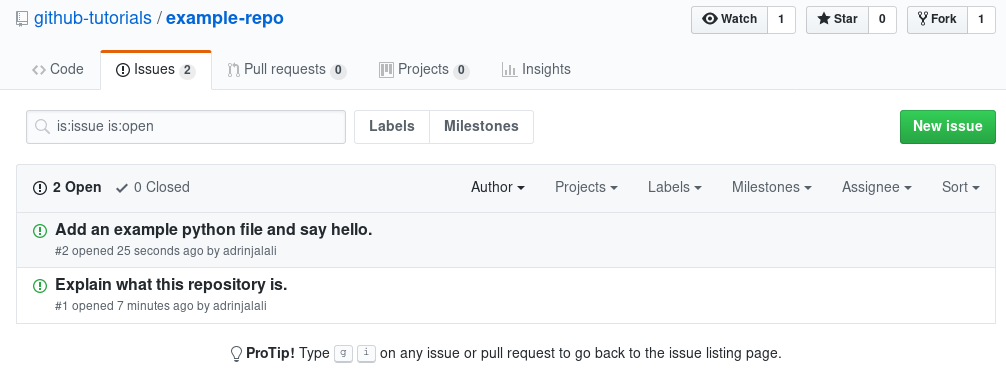 github-tutorials / example-repo Watch 1 Star 0 Fork 1
Code Issues 2 Pull requests 0 Projects 0 Insights
is:issue is:open Labels Milestones New issue
2 Open 0 Closed Author Projects Labels Milestones Assignee Sort
Add an example python file and say hello.
#2 opened 25 seconds ago by adrinjalali
Explain what this repository is.
#1 opened 7 minutes ago by adrinjalali
ProTip! Type g i on any issue or pull request to go back to the issue listing page.